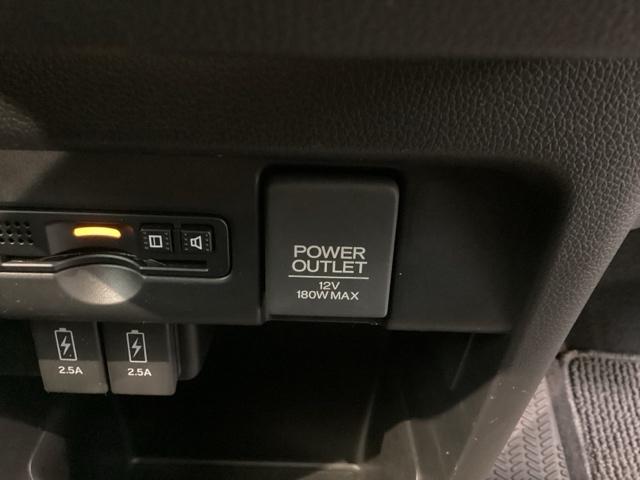 POWER
OUTLET
12V
180W MAX
2.5A
2.5A